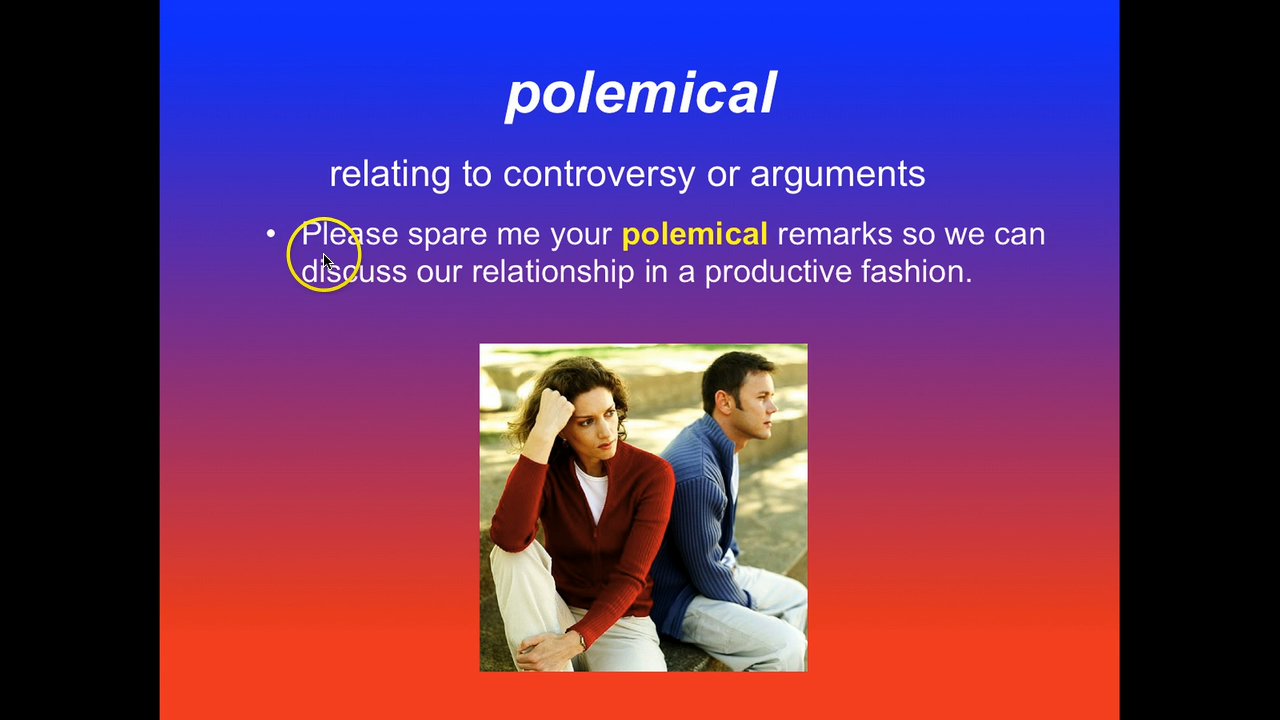 polemical
relating to controversy or arguments
• Please spare me your polemical remarks so we can
discuss our relationship in a productive fashion.